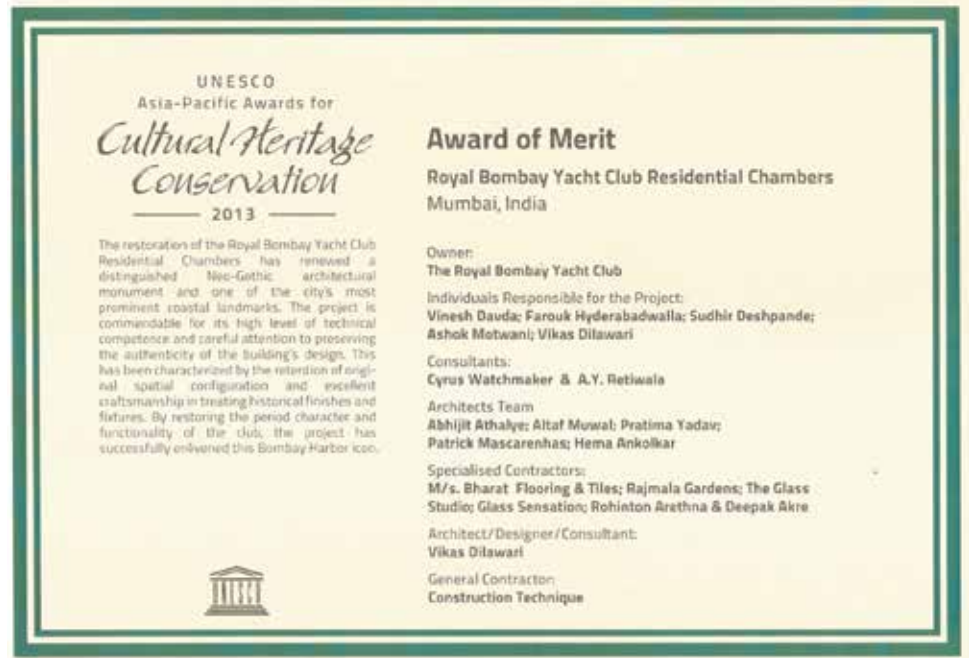 UNESCO
Asia-Pacific Awards for
Cultural Heritage
Conservation
2013
The restoration of the Royal Bombay Yacht Club
Residential Chambers has renewed a
distinguished Neo-Gothic architectural
monument and one of the city's most
prominent coastal landmarks. The project is
commendable for its high level of technical
competence and careful attention to preserving
the authenticity of the building's design. This
has been characterized by the retention of origi-
nal spatial configuration and excellent
craftsmanship in treating historical finishes and
fixtures. By restoring the period character and
functionality of the club, the project has
successfully enlivened this Bombay Harbor icon.
Award of Merit
Royal Bombay Yacht Club Residential Chambers
Mumbai, India
Owner:
The Royal Bombay Yacht Club
Individuals Responsible for the Project:
Vinesh Davda; Farouk Hyderabadwalla; Sudhir Deshpande;
Ashok Motwani; Vikas Dilawari
Consultants:
Cyrus Watchmaker & A.Y. Retiwala
Architects Team
Abhijit Athalye; Altaf Muwal; Pratima Yadav;
Patrick Mascarenhas; Hema Ankolkar
Specialised Contractors:
M/s. Bharat Flooring & Tiles; Rajmala Gardens; The Glass
Studio; Glass Sensation; Rohinton Arethna & Deepak Akre
Architect/Designer/Consultant:
Vikas Dilawari
General Contractor:
Construction Technique